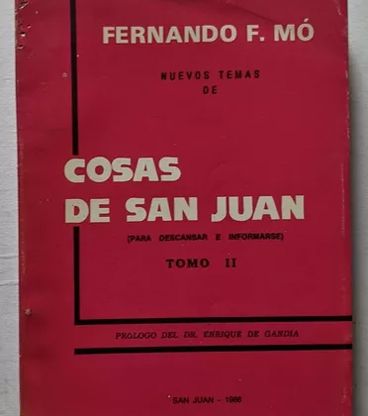 FERNANDO F. MÓ
NUEVOS TEMAS
DE
COSAS
DE SAN JUAN
(PARA DESCANSAR E INFORMARSE)
TOMO II
PROLOGO DEL DR. ENRIQUE DE GANDIA
SAN JUAN - 1986